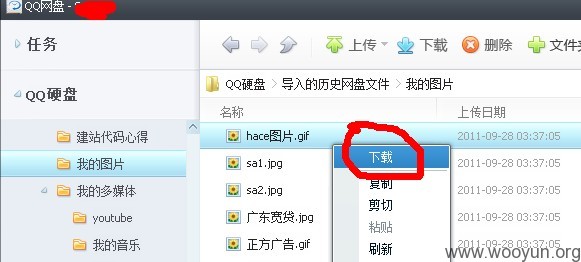 QQ网盘 -
任务
QQ硬盘
建站代码心得
我的图片
我的多媒体
youtube
我的音乐
上传 下载 删除 文件夹
QQ硬盘 导入的历史网盘文件 我的图片
名称 上传日期
hace图片.gif 2011-09-28 03:37:05
sa1.jpg 2011-09-28 03:37:05
sa2.jpg 2011-09-28 03:37:05
广东宽贷.jpg 2011-09-28 03:37:05
正方广告.gif 2011-09-28 03:37:05
下载
复制
剪切
粘贴
刷新
www.wooyun.org